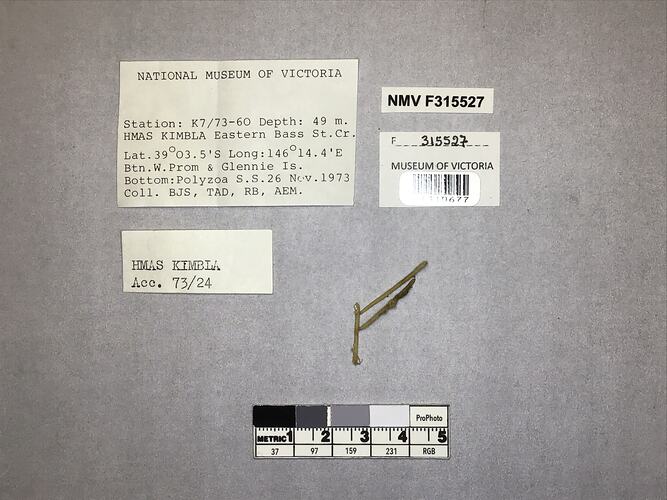 NATIONAL MUSEUM OF VICTORIA
Station: K7/73-60 Depth: 49 m.
HMAS KIMBLA Eastern Bass St.Cr.
Lat.39°03.5'S Long:146°14.4'E
Btn.W.Prom & Glennie Is.
Bottom:Polyzoa S.S.26 Nov.1973
Coll. BJS, TAD, RB, AEM.
NMV F315527
F 315527
MUSEUM OF VICTORIA
HMAS KIMBLA
Acc. 73/24
ProPhoto
METRIC 1 2 3 4 5
37 97 159 231 RGB